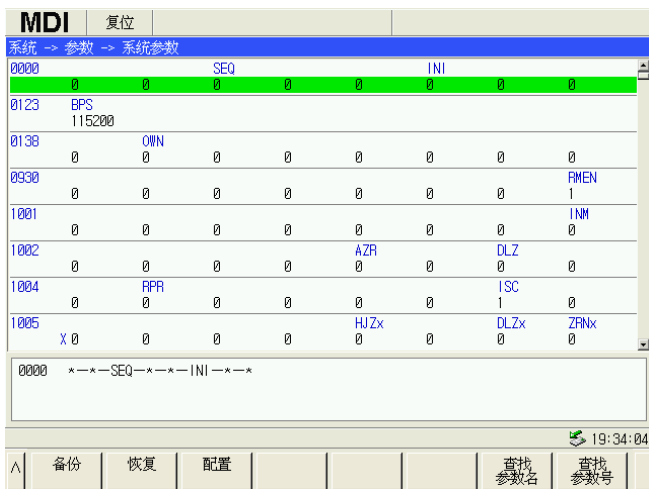 MDI 复位
系统 -> 参数 -> 系统参数
0000 SEQ INI
0 0 0 0 0 0 0 0
0123 BPS
115200
0138 OWN
0 0 0 0 0 0 0 0
0930 RMEN
0 0 0 0 0 0 0 1
1001 INM
0 0 0 0 0 0 0 0
1002 AZR DLZ
0 0 0 0 0 0 0 0
1004 RPR ISC
0 0 0 0 0 0 1 0
1005 HJZx DLZx ZRNx
X 0 0 0 0 0 0 0 0
0000 *—*—SEQ—*—*—INI—*—*
19:34:04
∧ 备份 恢复 配置 查找参数名 查找参数号